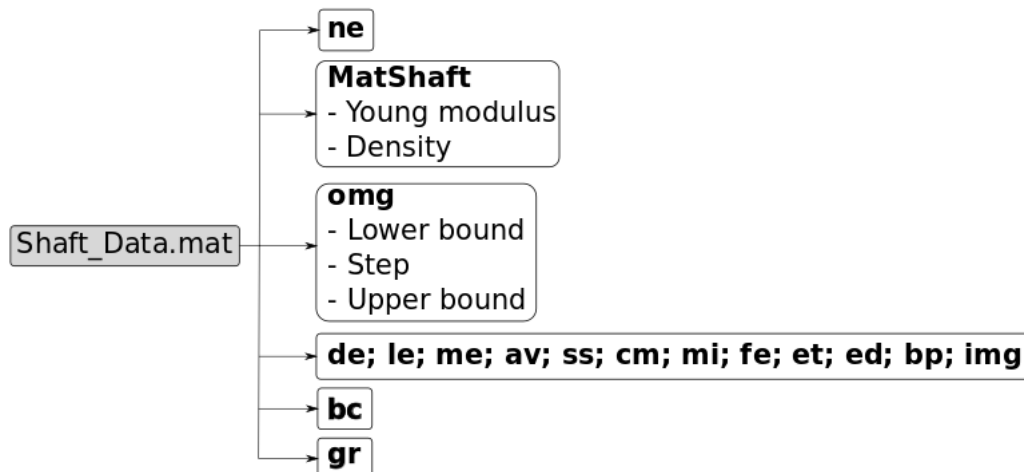 ne
MatShaft
- Young modulus
- Density
omg
- Lower bound
- Step
- Upper bound
Shaft_Data.mat
de; le; me; av; ss; cm; mi; fe; et; ed; bp; img
bc
gr